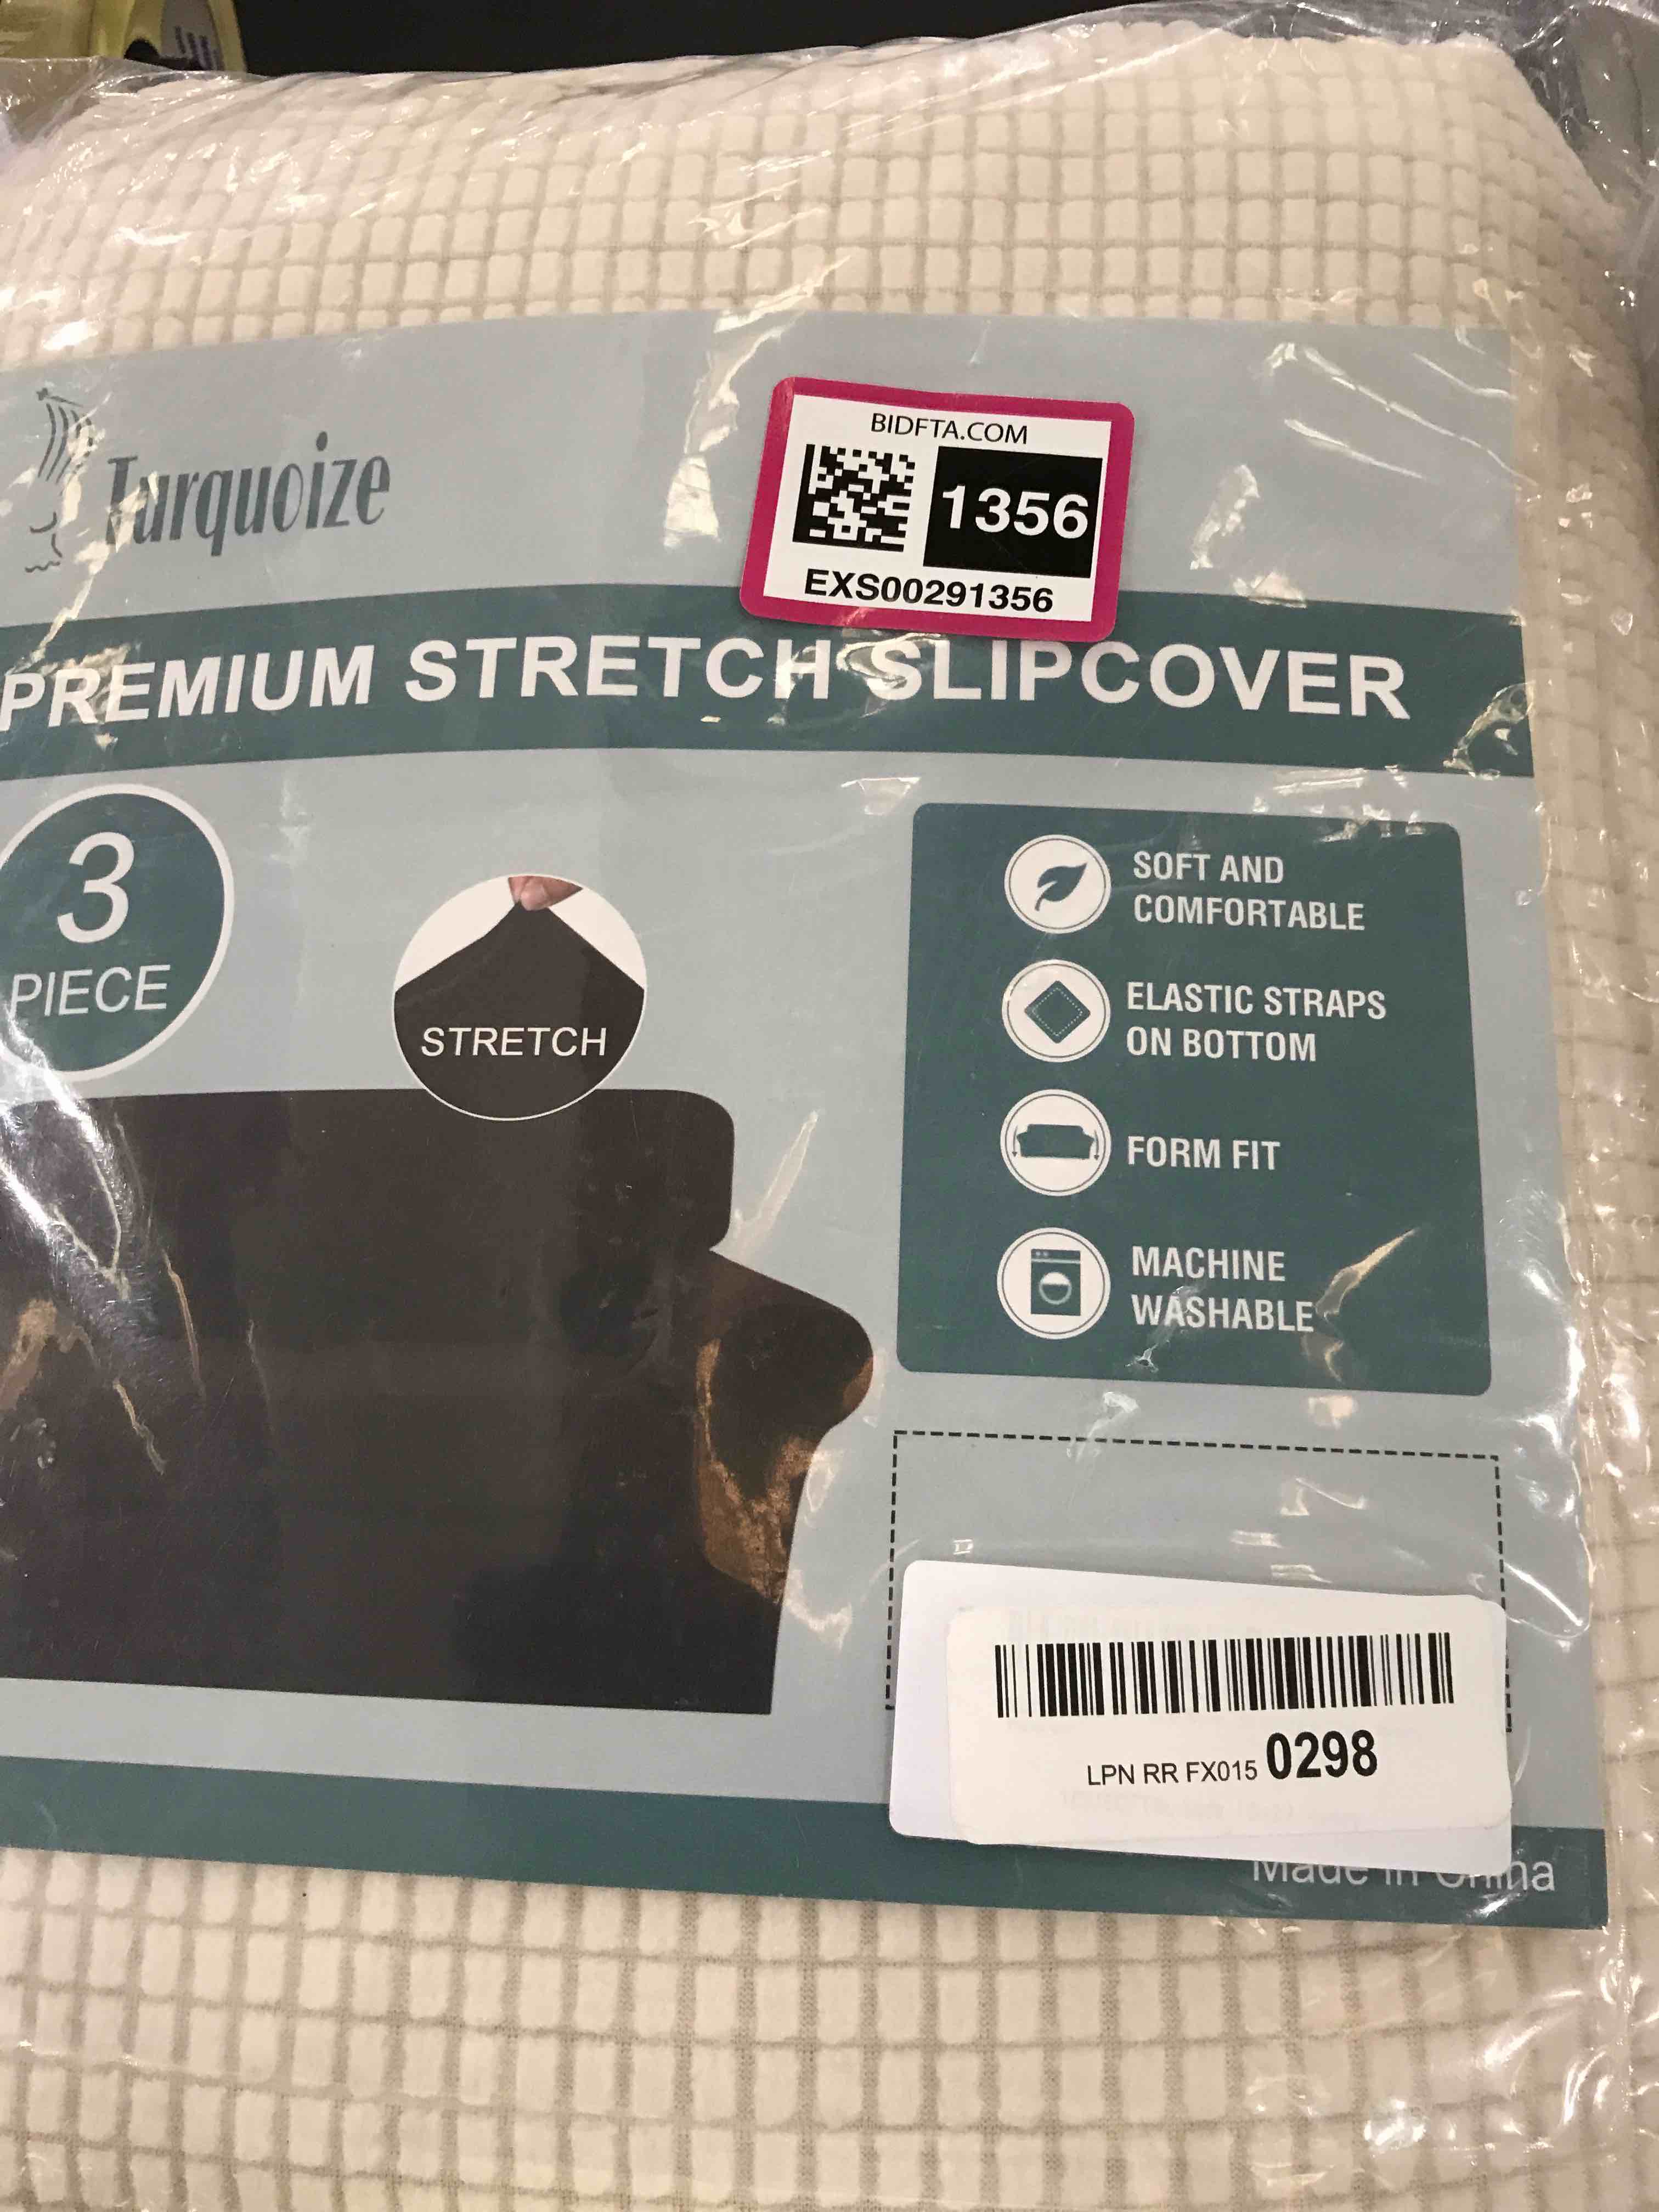 BIDFTA.COM
1356
EXS00291356
Turquoize
PREMIUM STRETCH SLIPCOVER
3
PIECE
STRETCH
SOFT AND
COMFORTABLE
ELASTIC STRAPS
ON BOTTOM
FORM FIT
MACHINE
WASHABLE
LPN RR FX015 0298
Made in China